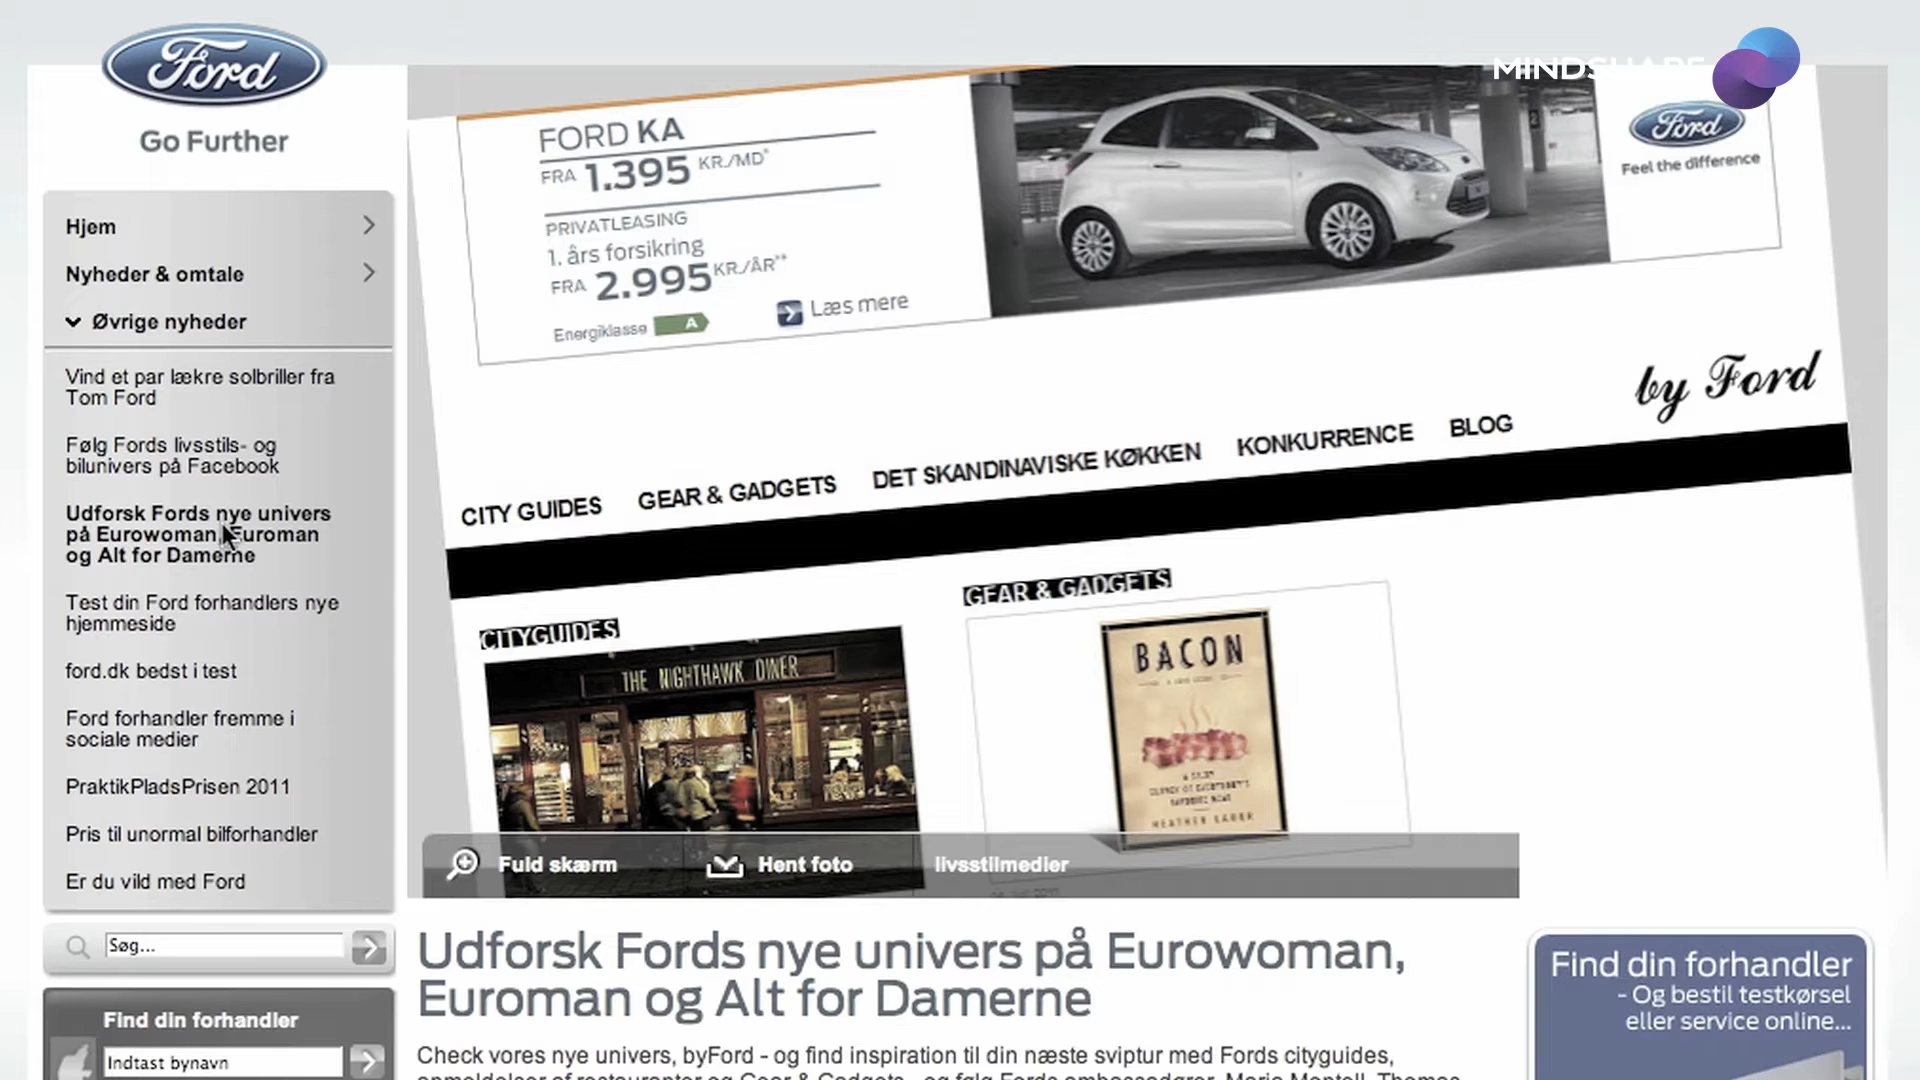 Ford
Go Further
Hjem
Nyheder & omtale
Øvrige nyheder
Vind et par lækre solbriller fra
Tom Ford
Følg Fords livsstils- og
bilunivers på Facebook
Udforsk Fords nye univers
på Eurowoman, Euroman
og Alt for Damerne
Test din Ford forhandlers nye
hjemmeside
ford.dk bedst i test
Ford forhandler fremme i
sociale medier
PraktikPladsPrisen 2011
Pris til unormal bilforhandler
Er du vild med Ford
Søg...
Find din forhandler
Indtast bynavn
MINDSHARE
FORD KA
FRA 1.395 KR./MD*
PRIVATLEASING
1. års forsikring
FRA 2.995 KR./ÅR**
Energiklasse A
Læs mere
Ford
Feel the difference
by Ford
CITY GUIDES GEAR & GADGETS DET SKANDINAVISKE KØKKEN KONKURRENCE BLOG
CITYGUIDES
GEAR & GADGETS
THE NIGHTHAWK DINER
BACON
HEATHER LAUER
Fuld skærm Hent foto livsstilmedier
Udforsk Fords nye univers på Eurowoman,
Euroman og Alt for Damerne
Check vores nye univers, byFord - og find inspiration til din næste sviptur med Fords cityguides,
Find din forhandler
- Og bestil testkørsel
eller service online...